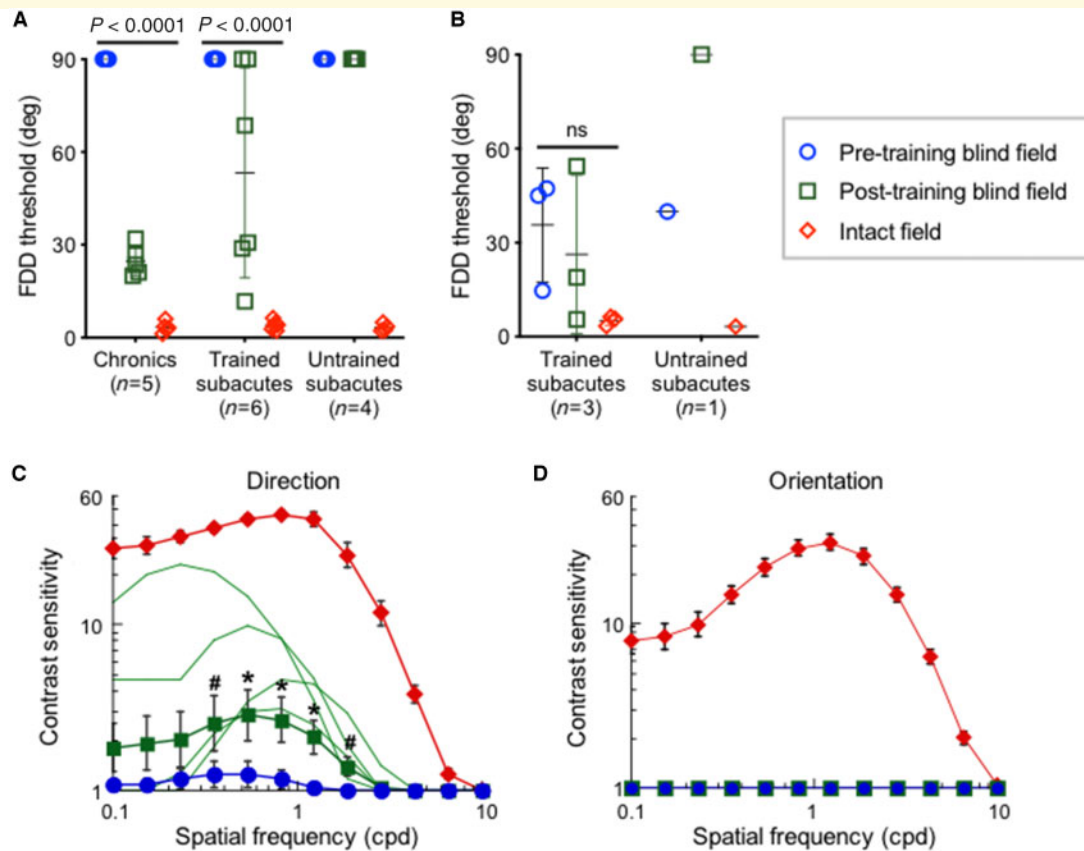 A
P < 0.0001 P < 0.0001
FDD threshold (deg)
90
60
30
0
Chronics
(n=5)
Trained
subacutes
(n=6)
Untrained
subacutes
(n=4)
B
FDD threshold (deg)
90
60
30
0
ns
Trained
subacutes
(n=3)
Untrained
subacutes
(n=1)
Pre-training blind field
Post-training blind field
Intact field
C
Direction
Contrast sensitivity
60
10
1
# * * * #
0.1 1 10
Spatial frequency (cpd)
D
Orientation
Contrast sensitivity
60
10
1
0.1 1 10
Spatial frequency (cpd)